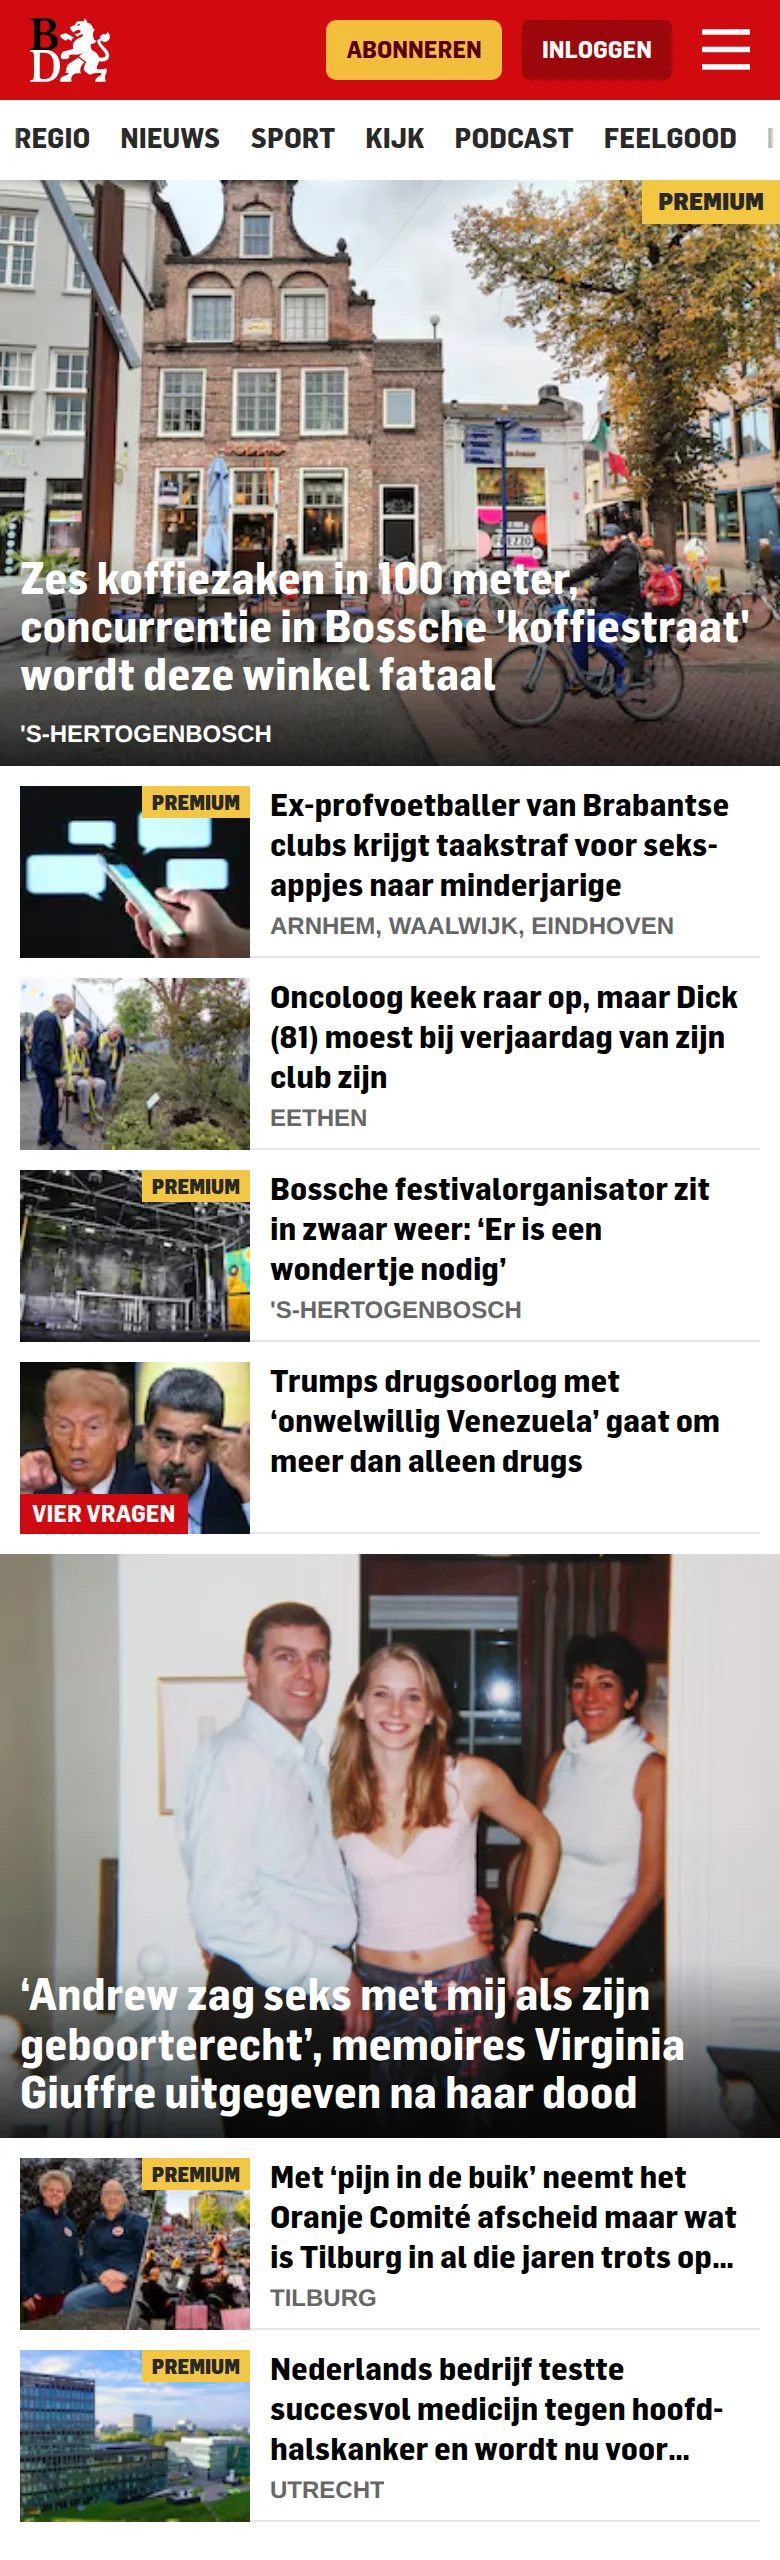 BD
ABONNEREN
INLOGGEN
REGIO NIEUWS SPORT KIJK PODCAST FEELGOOD
PREMIUM
Zes koffiezaken in 100 meter,
concurrentie in Bossche 'koffiestraat'
wordt deze winkel fataal
'S-HERTOGENBOSCH
PREMIUM
Ex-profvoetballer van Brabantse
clubs krijgt taakstraf voor seks-
appjes naar minderjarige
ARNHEM, WAALWIJK, EINDHOVEN
Oncoloog keek raar op, maar Dick
(81) moest bij verjaardag van zijn
club zijn
EETHEN
PREMIUM
Bossche festivalorganisator zit
in zwaar weer: ‘Er is een
wondertje nodig’
'S-HERTOGENBOSCH
VIER VRAGEN
Trumps drugsoorlog met
‘onwelwillig Venezuela’ gaat om
meer dan alleen drugs
‘Andrew zag seks met mij als zijn
geboorterecht’, memoires Virginia
Giuffre uitgegeven na haar dood
PREMIUM
Met ‘pijn in de buik’ neemt het
Oranje Comité afscheid maar wat
is Tilburg in al die jaren trots op...
TILBURG
PREMIUM
Nederlands bedrijf testte
succesvol medicijn tegen hoofd-
halskanker en wordt nu voor...
UTRECHT